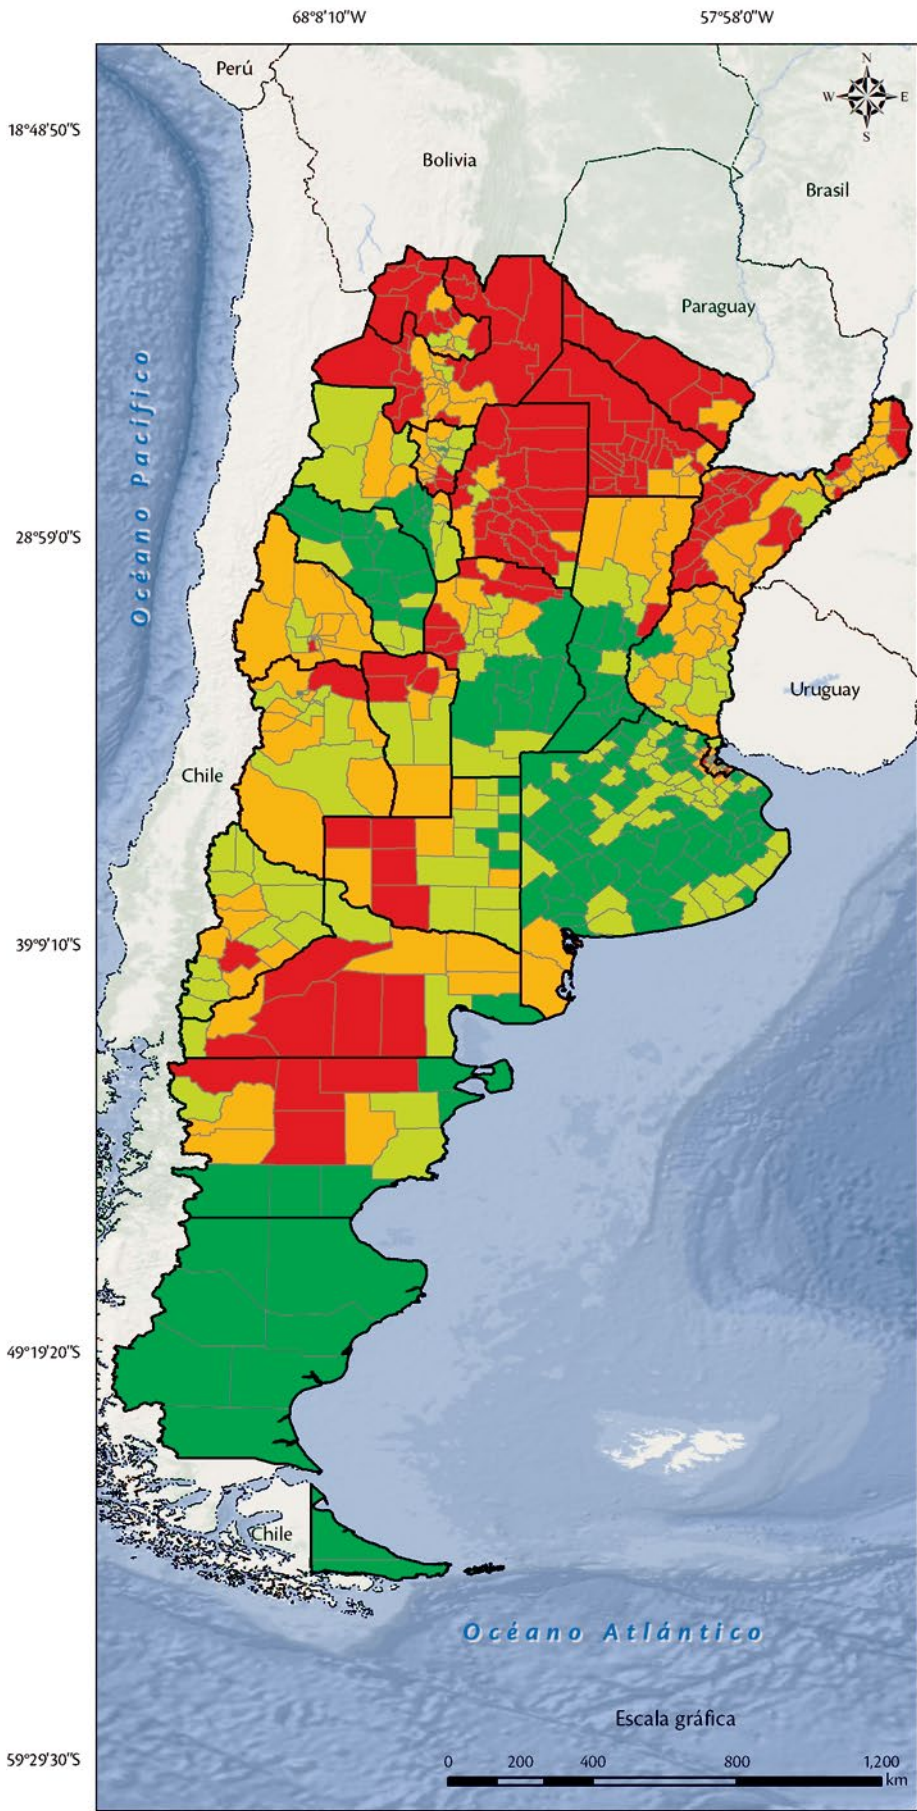 68°8'10"W
57°58'0"W
Perú
N
W
E
S
18°48'50"S
Bolivia
Brasil
Paraguay
Océano Pacífico
28°59'0"S
Uruguay
Chile
39°9'10"S
49°19'20"S
Chile
Océano Atlántico
Escala gráfica
59°29'30"S
0 200 400 800 1,200
km